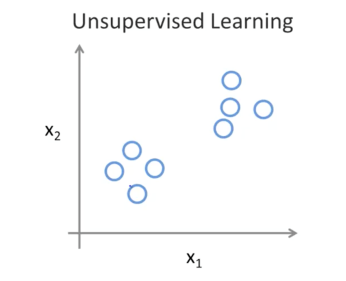 Unsupervised Learning
x₂
x₁